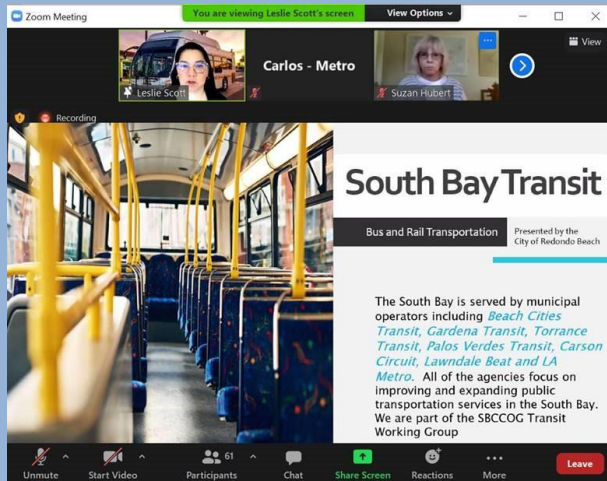 Zoom Meeting
You are viewing Leslie Scott's screen
View Options
View
Leslie Scott
Carlos - Metro
Suzan Hubert
Recording
South Bay Transit
Bus and Rail Transportation
Presented by the
City of Redondo Beach
The South Bay is served by municipal
operators including Beach Cities
Transit, Gardena Transit, Torrance
Transit, Palos Verdes Transit, Carson
Circuit, Lawndale Beat and LA
Metro. All of the agencies focus on
improving and expanding public
transportation services in the South Bay.
We are part of the SBCCOG Transit
Working Group
61
Unmute
Start Video
Participants
Chat
Share Screen
Reactions
More
Leave